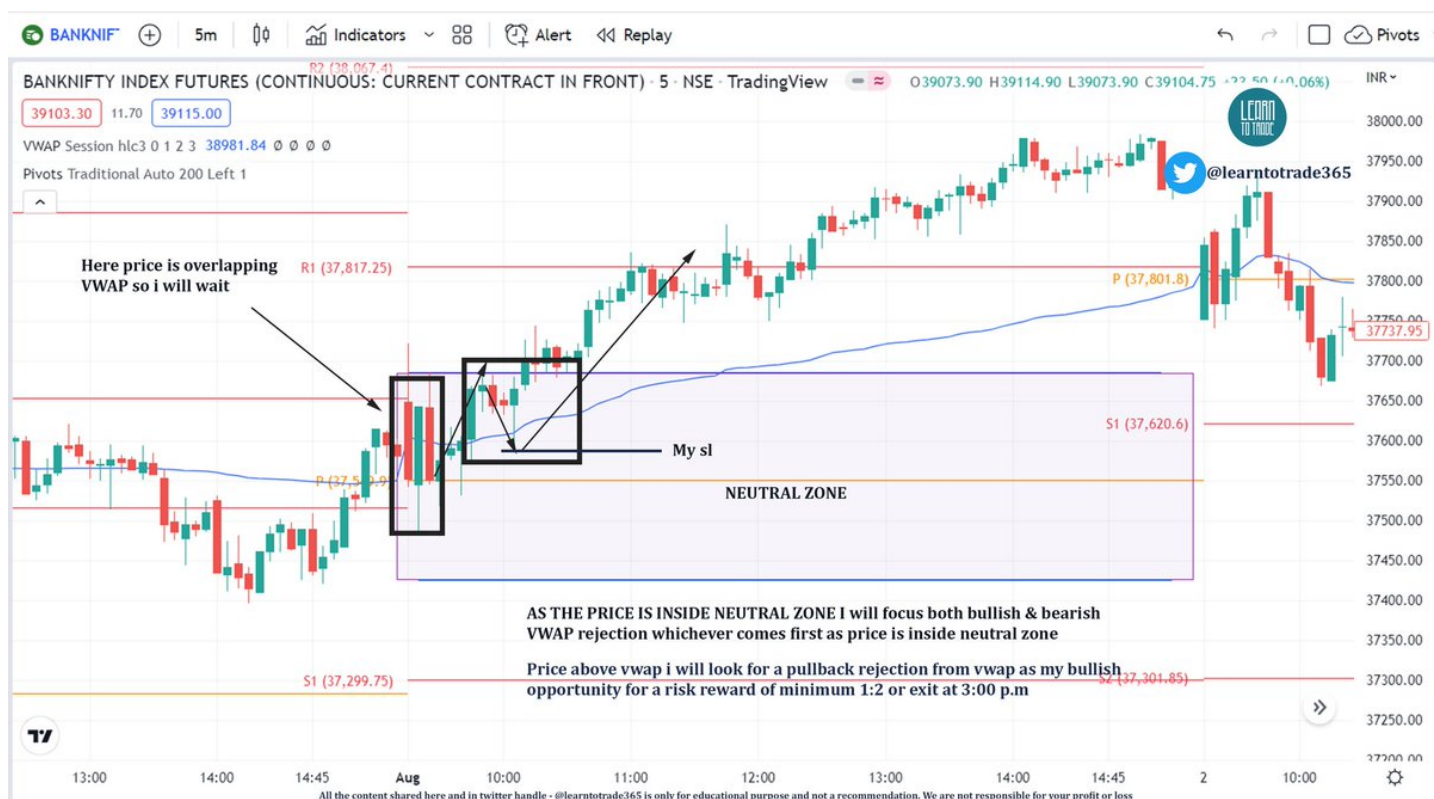 BANKNIF
5m
Indicators
Alert
Replay
Pivots
R2 (38,067.4)
BANKNIFTY INDEX FUTURES (CONTINUOUS: CURRENT CONTRACT IN FRONT) · 5 · NSE · TradingView
O39073.90 H39114.90 L39073.90 C39104.75 +23.50 (+0.06%)
INR
39103.30 11.70 39115.00
VWAP Session hlc3 0 1 2 3 38981.84 ∅ ∅ ∅ ∅
Pivots Traditional Auto 200 Left 1
LEARN
TO TRADE
@learntotrade365
Here price is overlapping
VWAP so i will wait
R1 (37,817.25)
P (37,801.8)
S1 (37,620.6)
My sl
NEUTRAL ZONE
AS THE PRICE IS INSIDE NEUTRAL ZONE I will focus both bullish & bearish
VWAP rejection whichever comes first as price is inside neutral zone
Price above vwap i will look for a pullback rejection from vwap as my bullish
opportunity for a risk reward of minimum 1:2 or exit at 3:00 p.m
S1 (37,299.75)
S2 (37,301.85)
38000.00
37950.00
37900.00
37850.00
37800.00
37750.00
37737.95
37700.00
37650.00
37600.00
37550.00
37500.00
37450.00
37400.00
37350.00
37300.00
37250.00
37200.00
13:00 14:00 14:45 Aug 10:00 11:00 12:00 13:00 14:00 14:45 2 10:00
All the content shared here and in twitter handle - @learntotrade365 is only for educational purpose and not a recommendation. We are not responsible for your profit or loss